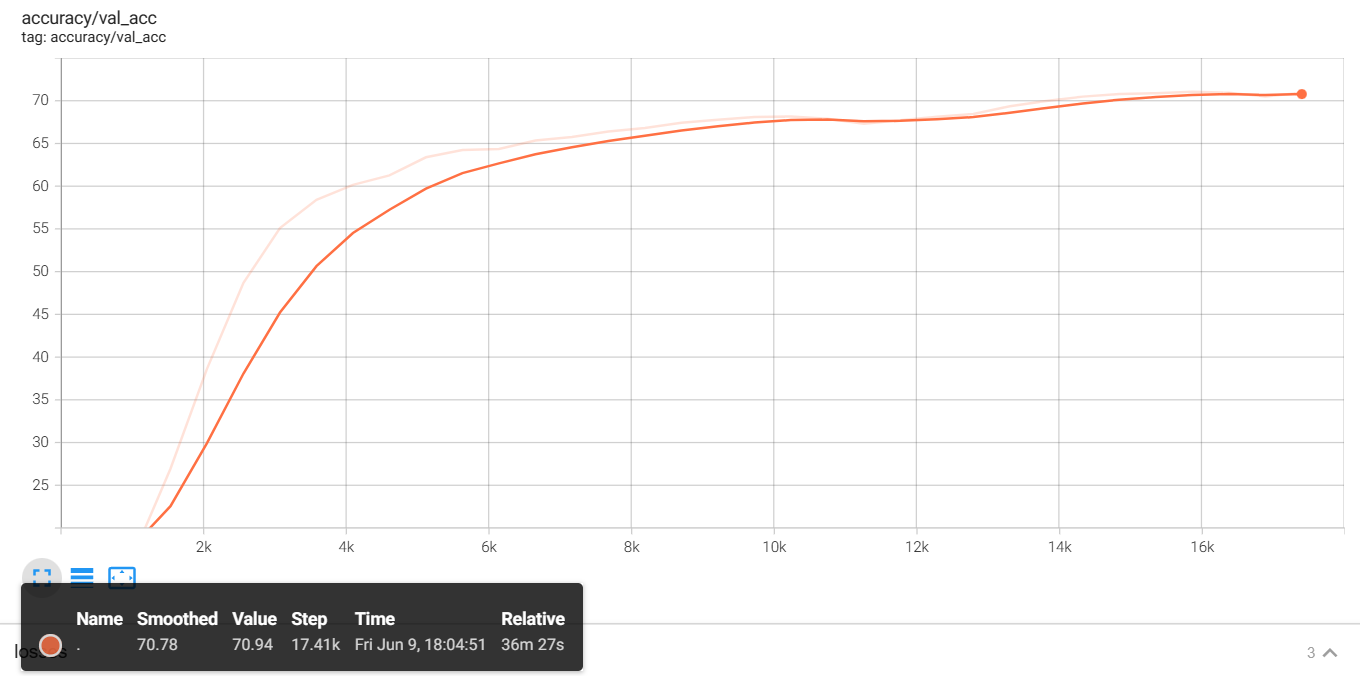 accuracy/val_acc
tag: accuracy/val_acc
70
65
60
55
50
45
40
35
30
25
2k 4k 6k 8k 10k 12k 14k 16k
Name Smoothed Value Step Time Relative
. 70.78 70.94 17.41k Fri Jun 9, 18:04:51 36m 27s
losses 3